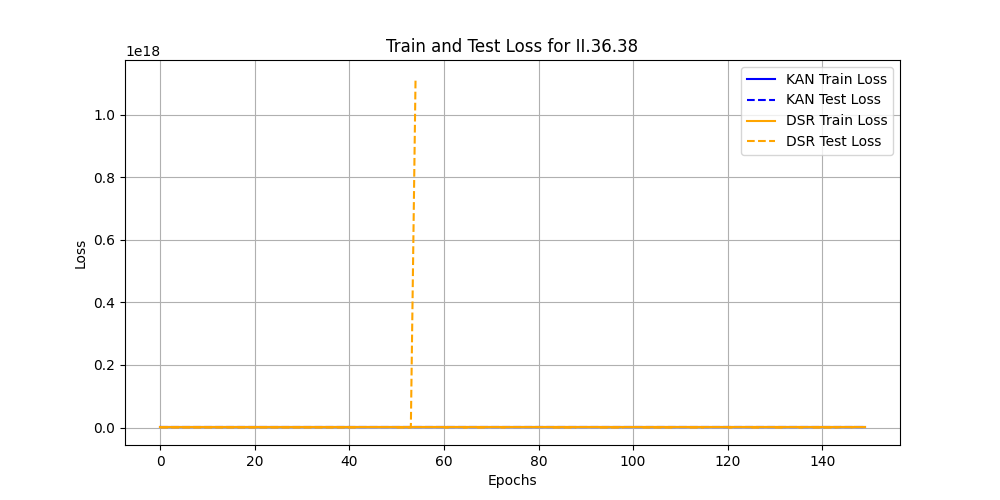 Train and Test Loss for II.36.38
1e18
KAN Train Loss
KAN Test Loss
DSR Train Loss
DSR Test Loss
1.0
0.8
0.6
0.4
0.2
0.0
Loss
0 20 40 60 80 100 120 140
Epochs